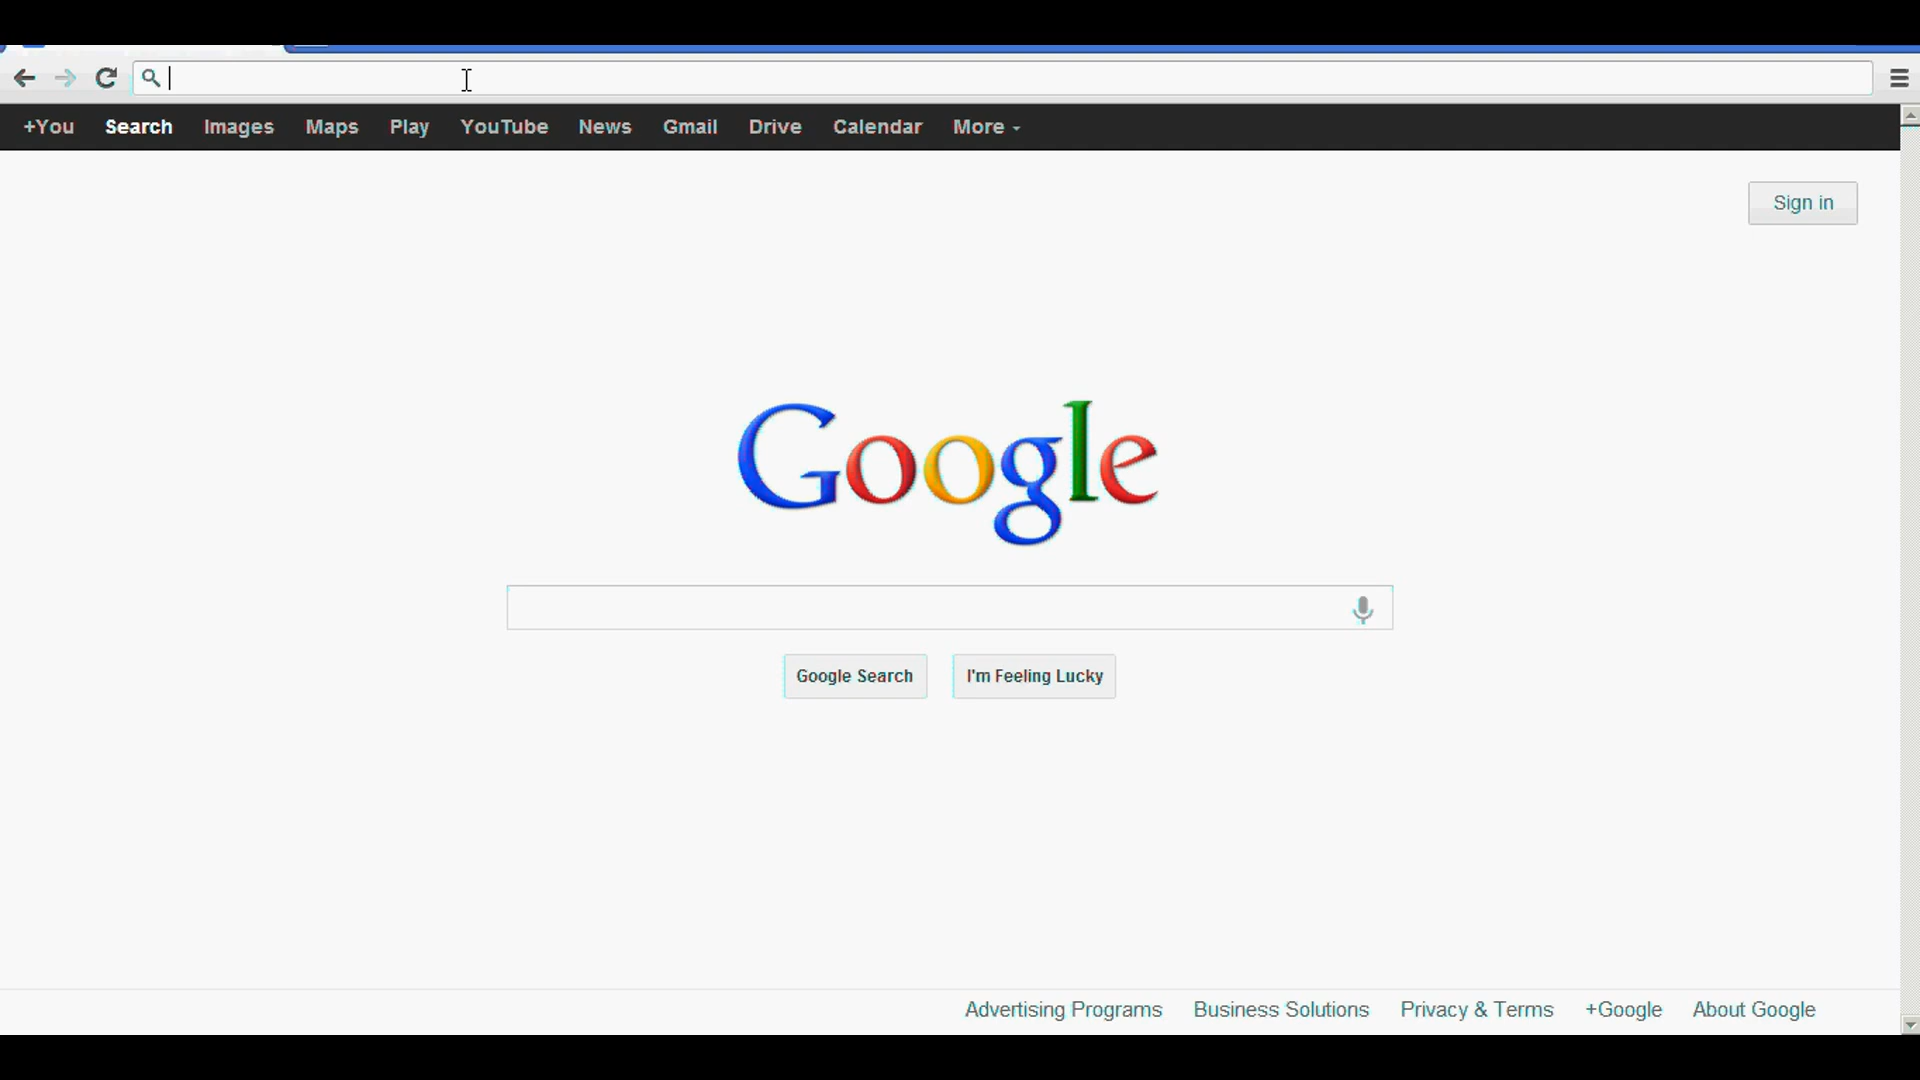 +You Search Images Maps Play YouTube News Gmail Drive Calendar More
Sign in
Google
Google Search I'm Feeling Lucky
Advertising Programs Business Solutions Privacy & Terms +Google About Google